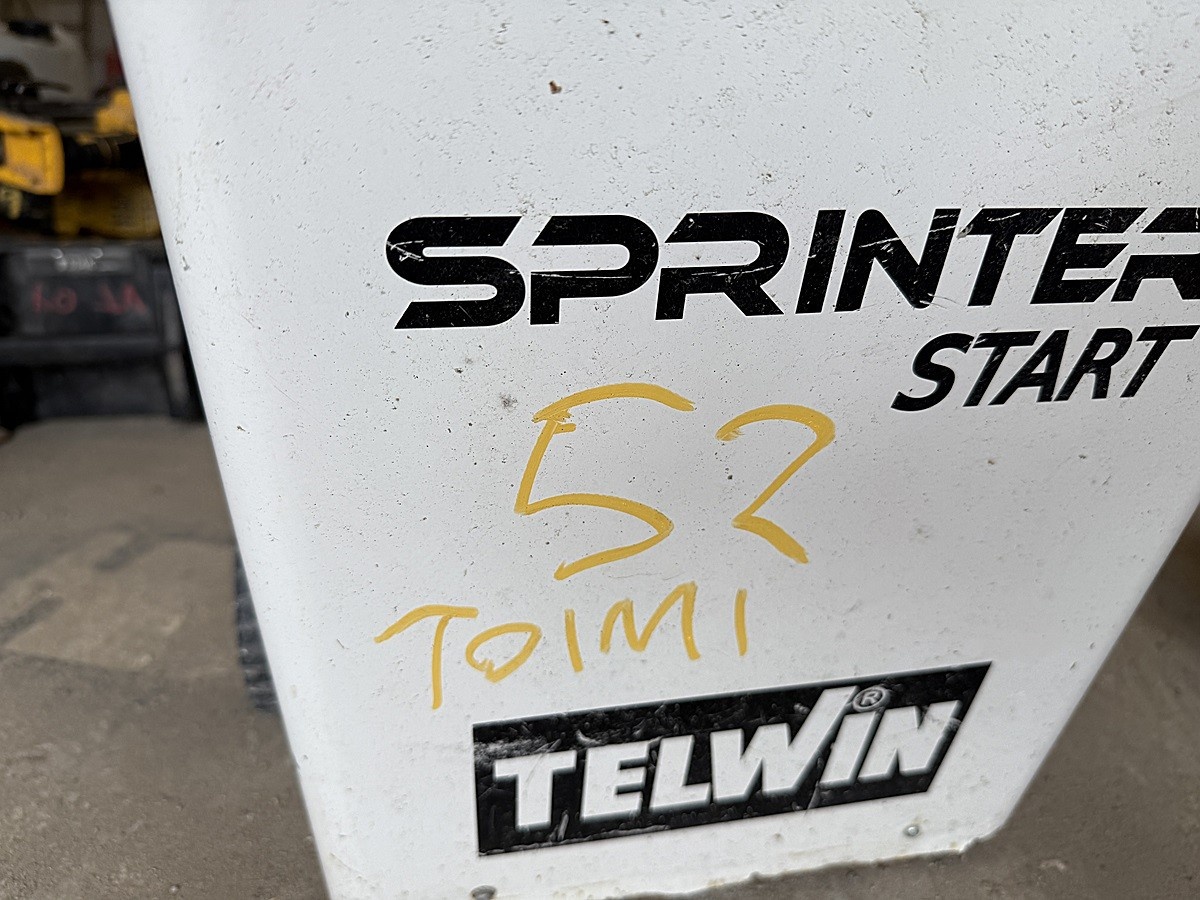 SPRINTER
START
52
TOIMI
TELWIN®